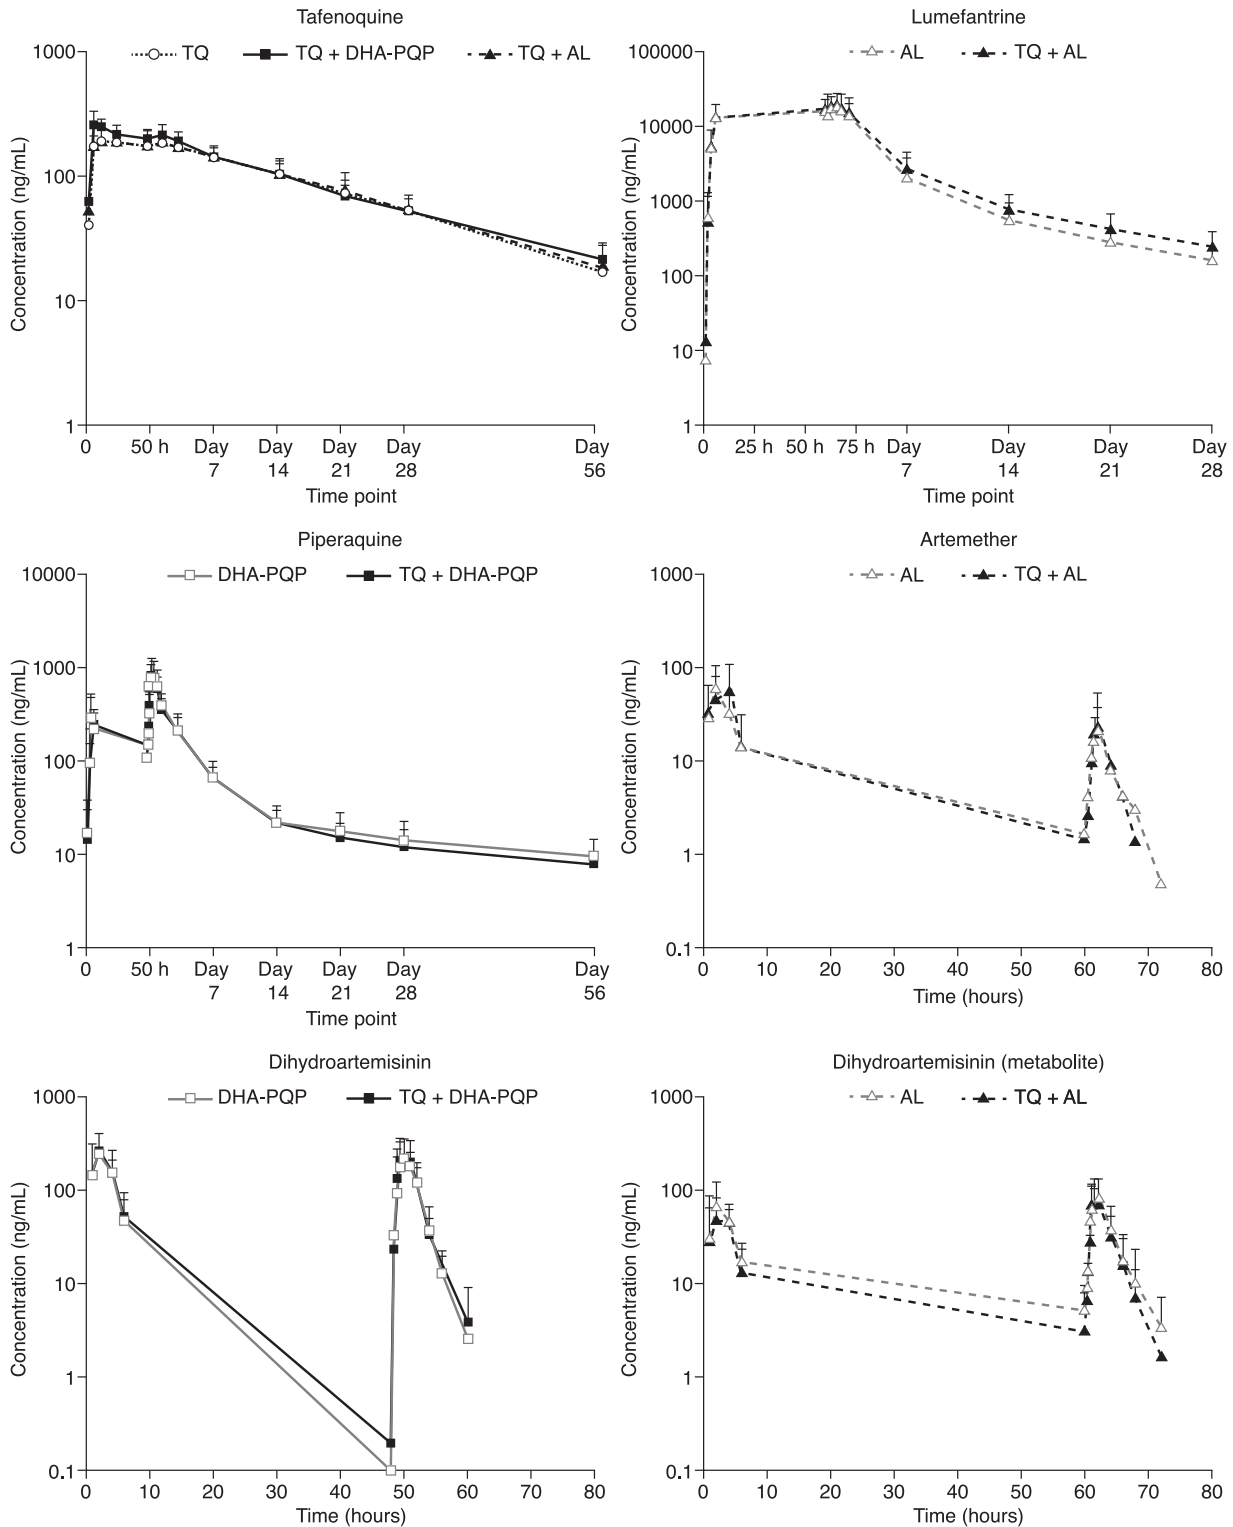 Tafenoquine
TQ TQ + DHA-PQP TQ + AL
Concentration (ng/mL)
1000
100
10
1
0 50 h Day 7 Day 14 Day 21 Day 28 Day 56
Time point
Lumefantrine
AL TQ + AL
Concentration (ng/mL)
100000
10000
1000
100
10
1
0 25 h 50 h 75 h Day 7 Day 14 Day 21 Day 28
Time point
Piperaquine
DHA-PQP TQ + DHA-PQP
Concentration (ng/mL)
10000
1000
100
10
1
0 50 h Day 7 Day 14 Day 21 Day 28 Day 56
Time point
Artemether
AL TQ + AL
Concentration (ng/mL)
1000
100
10
1
0.1
0 10 20 30 40 50 60 70 80
Time (hours)
Dihydroartemisinin
DHA-PQP TQ + DHA-PQP
Concentration (ng/mL)
1000
100
10
1
0.1
0 10 20 30 40 50 60 70 80
Time (hours)
Dihydroartemisinin (metabolite)
AL TQ + AL
Concentration (ng/mL)
1000
100
10
1
0.1
0 10 20 30 40 50 60 70 80
Time (hours)